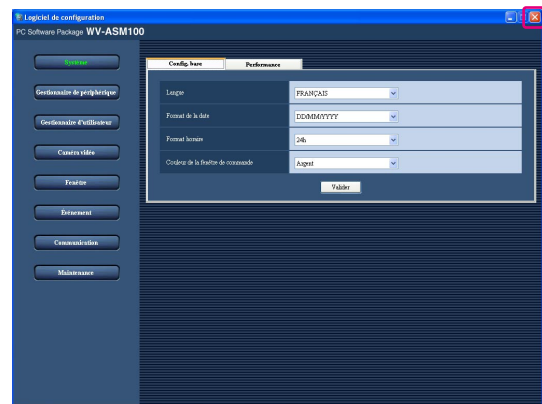 Logiciel de configuration
PC Software Package WV-ASM100
Système
Gestionnaire de périphérique
Gestionnaire d'utilisateur
Caméra vidéo
Fenêtre
Événement
Communication
Maintenance
Config. base
Performance
Langue
FRANÇAIS
Format de la date
DD/MM/YYYY
Format horaire
24h
Couleur de la fenêtre de commande
Argent
Valider